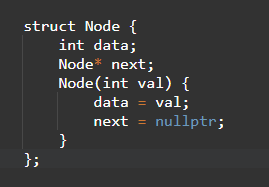 struct Node {
    int data;
    Node* next;
    Node(int val) {
        data = val;
        next = nullptr;
    }
};